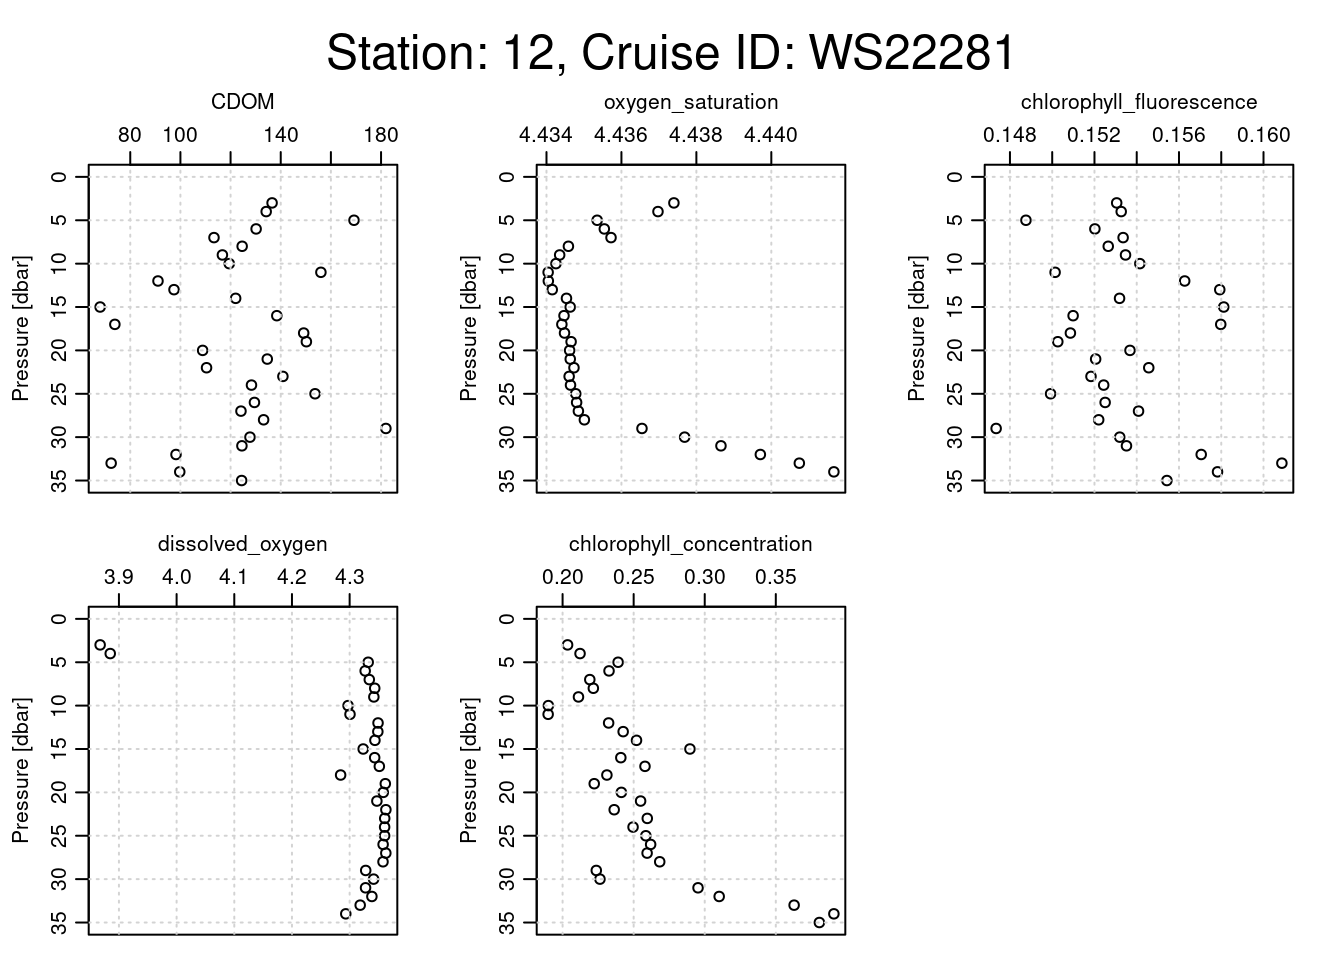 Station: 12, Cruise ID: WS22281
CDOM
80 100 140 180
0 5 10 15 20 25 30 35
Pressure [dbar]
oxygen_saturation
4.434 4.436 4.438 4.440
0 5 10 15 20 25 30 35
Pressure [dbar]
chlorophyll_fluorescence
0.148 0.152 0.156 0.160
0 5 10 15 20 25 30 35
Pressure [dbar]
dissolved_oxygen
3.9 4.0 4.1 4.2 4.3
0 5 10 15 20 25 30 35
Pressure [dbar]
chlorophyll_concentration
0.20 0.25 0.30 0.35
0 5 10 15 20 25 30 35
Pressure [dbar]